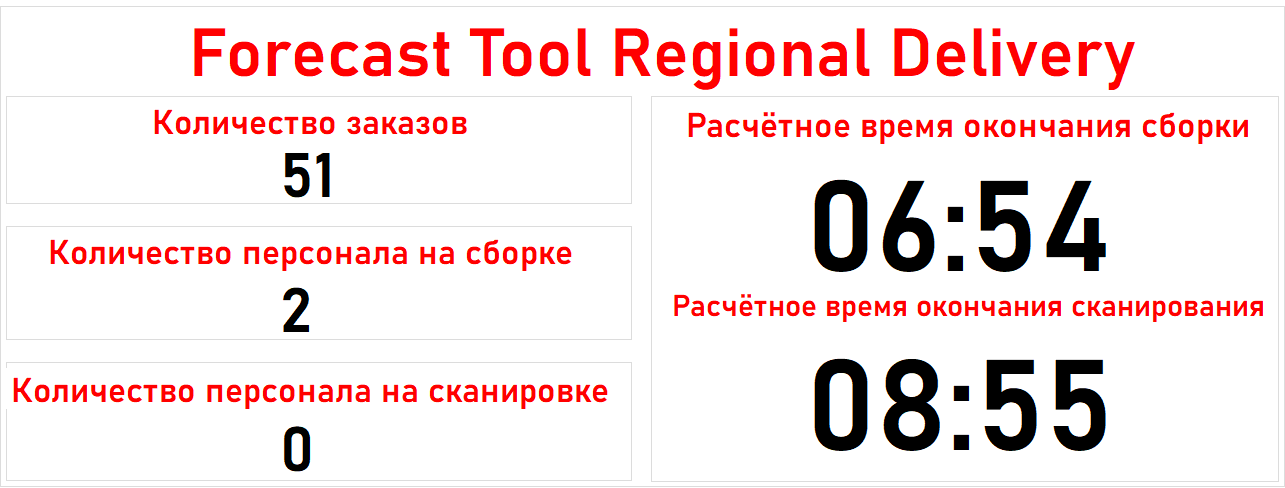 Forecast Tool Regional Delivery
Количество заказов
51
Количество персонала на сборке
2
Количество персонала на сканировке
0
Расчётное время окончания сборки
06:54
Расчётное время окончания сканирования
08:55